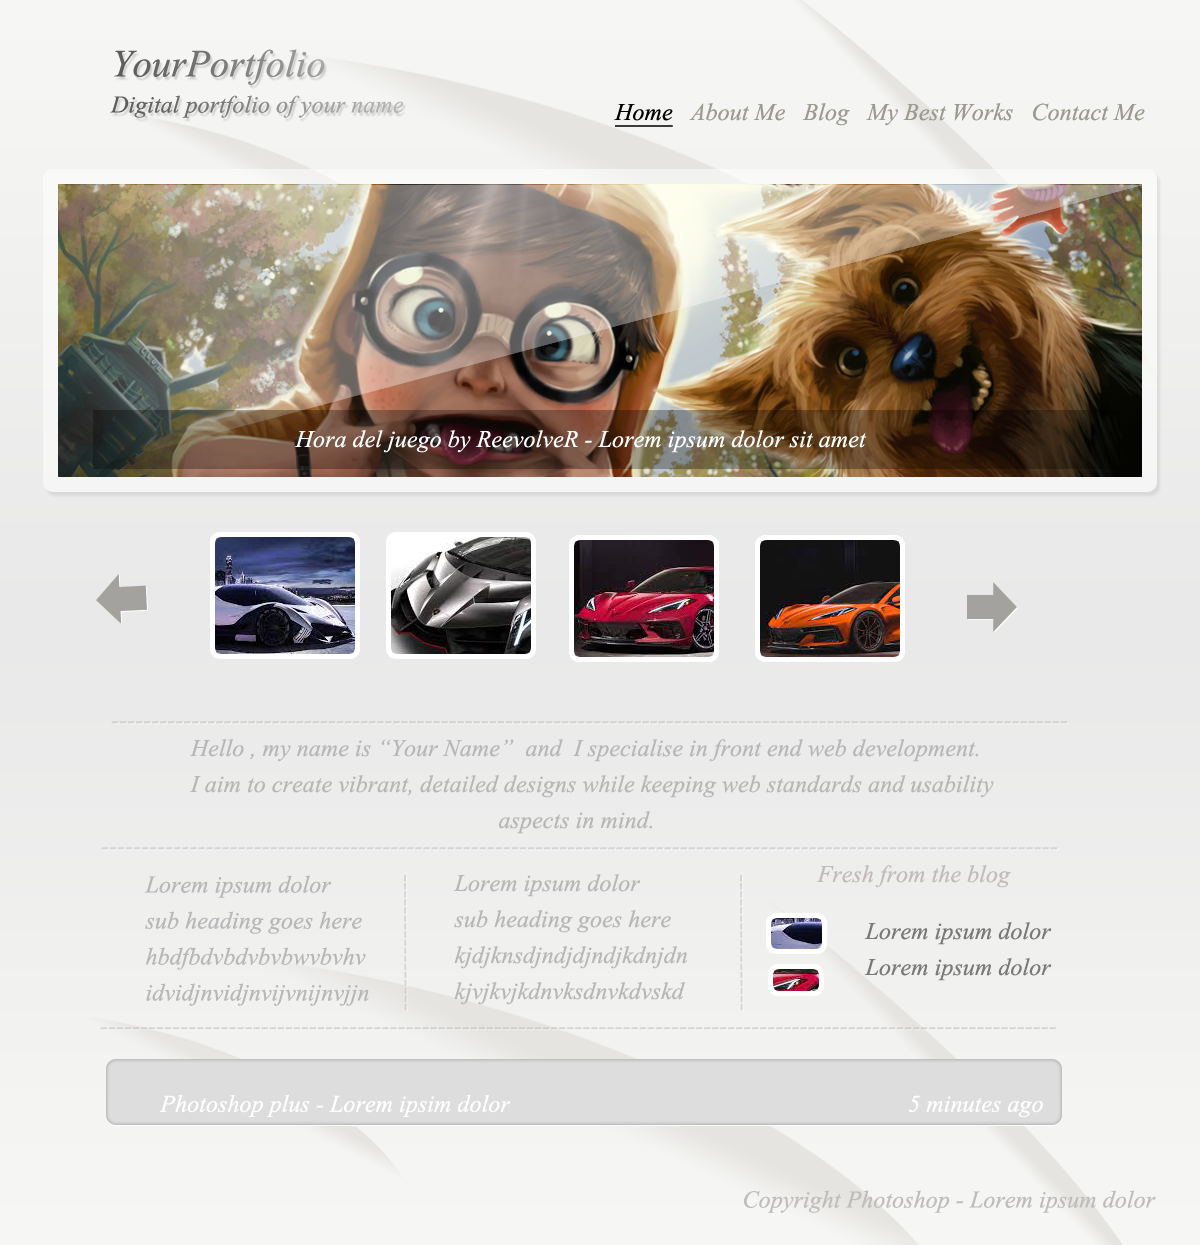 YourPortfolio
Digital portfolio of your name
Home About Me Blog My Best Works Contact Me
Hora del juego by ReevolveR - Lorem ipsum dolor sit amet
Hello , my name is “Your Name” and I specialise in front end web development.
I aim to create vibrant, detailed designs while keeping web standards and usability
aspects in mind.
Lorem ipsum dolor
sub heading goes here
hbdfbdvbdvbvbwvbvhv
idvidjnvidjnvijvnijnvjjn
Lorem ipsum dolor
sub heading goes here
kjdjknsdjndjdjndjkdnjdn
kjvjkvjkdnvksdnvkdvskd
Fresh from the blog
Lorem ipsum dolor
Lorem ipsum dolor
Photoshop plus - Lorem ipsim dolor
5 minutes ago
Copyright Photoshop - Lorem ipsum dolor